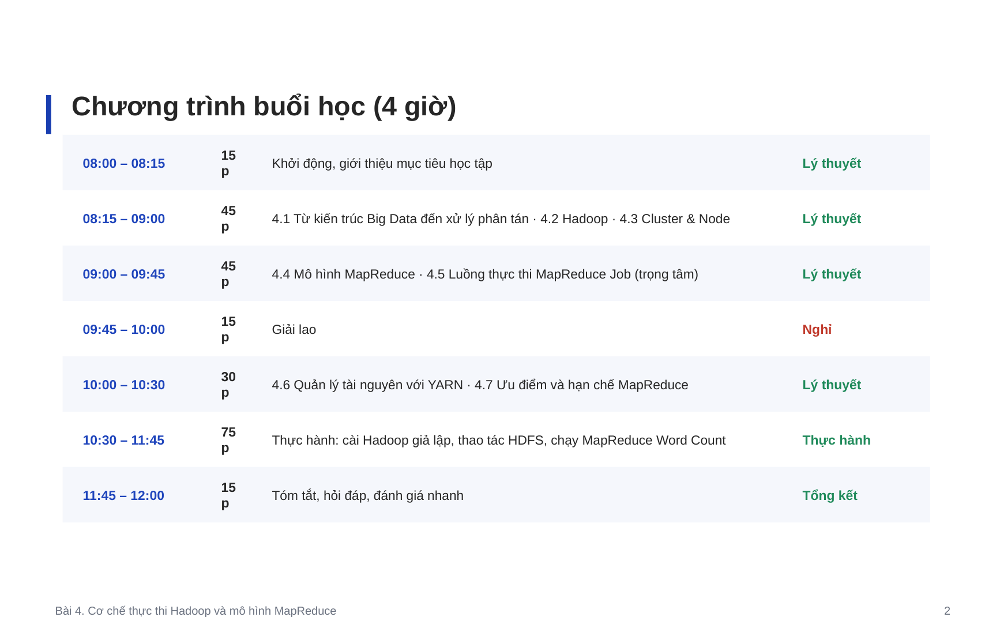 Chương trình buổi học (4 giờ)
08:00 – 08:15
15
p
Khởi động, giới thiệu mục tiêu học tập
Lý thuyết
08:15 – 09:00
45
p
4.1 Từ kiến trúc Big Data đến xử lý phân tán · 4.2 Hadoop · 4.3 Cluster & Node
Lý thuyết
09:00 – 09:45
45
p
4.4 Mô hình MapReduce · 4.5 Luồng thực thi MapReduce Job (trọng tâm)
Lý thuyết
09:45 – 10:00
15
p
Giải lao
Nghỉ
10:00 – 10:30
30
p
4.6 Quản lý tài nguyên với YARN · 4.7 Ưu điểm và hạn chế MapReduce
Lý thuyết
10:30 – 11:45
75
p
Thực hành: cài Hadoop giả lập, thao tác HDFS, chạy MapReduce Word Count
Thực hành
11:45 – 12:00
15
p
Tóm tắt, hỏi đáp, đánh giá nhanh
Tổng kết
Bài 4. Cơ chế thực thi Hadoop và mô hình MapReduce
2